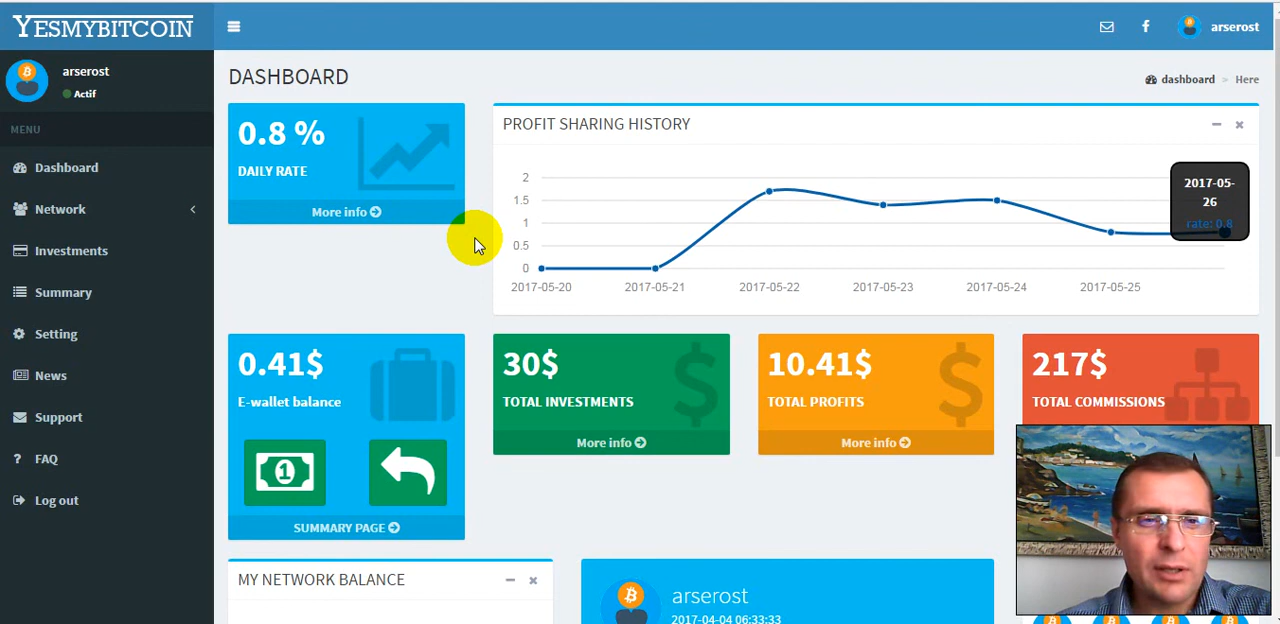 YESMYBITCOIN
arserost
arserost
Actif
MENU
Dashboard
Network
Investments
Summary
Setting
News
Support
FAQ
Log out
DASHBOARD
dashboard > Here
0.8 %
DAILY RATE
More info
PROFIT SHARING HISTORY
2
1.5
1
0.5
0
2017-05-20
2017-05-21
2017-05-22
2017-05-23
2017-05-24
2017-05-25
2017-05-
26
rate: 0.8
0.41$
E-wallet balance
1
SUMMARY PAGE
30$
TOTAL INVESTMENTS
More info
10.41$
TOTAL PROFITS
More info
217$
TOTAL COMMISSIONS
MY NETWORK BALANCE
arserost
2017-04-04 06:33:33